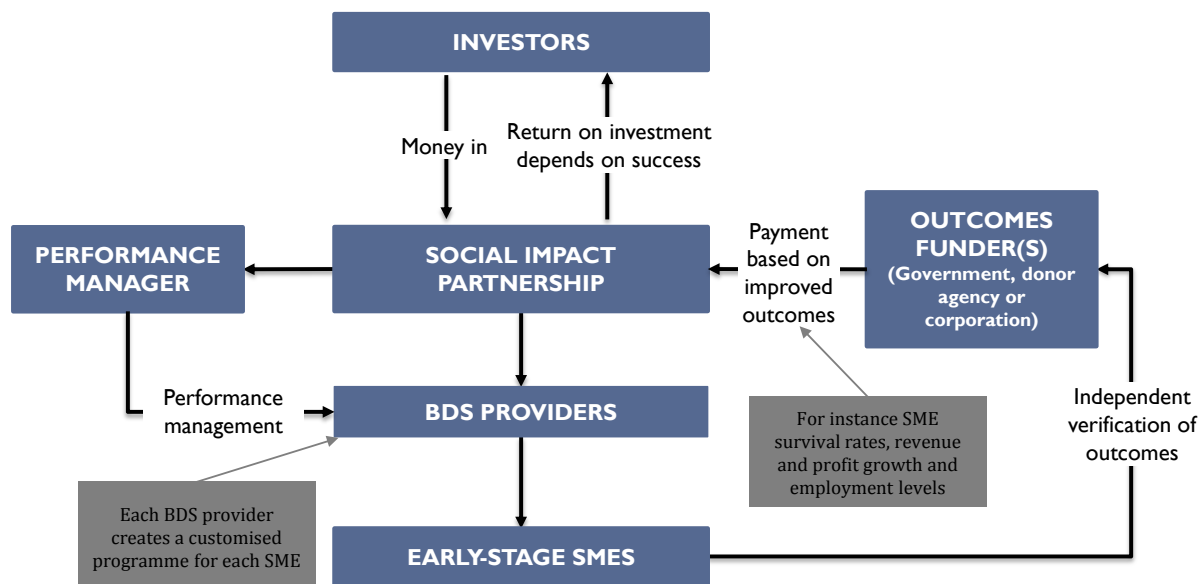 INVESTORS
Money in
Return on investment
depends on success
PERFORMANCE
MANAGER
SOCIAL IMPACT
PARTNERSHIP
Payment
based on
improved
outcomes
OUTCOMES
FUNDER(S)
(Government, donor
agency or
corporation)
Performance
management
BDS PROVIDERS
For instance SME
survival rates, revenue
and profit growth and
employment levels
Independent
verification of
outcomes
Each BDS provider
creates a customised
programme for each SME
EARLY-STAGE SMES